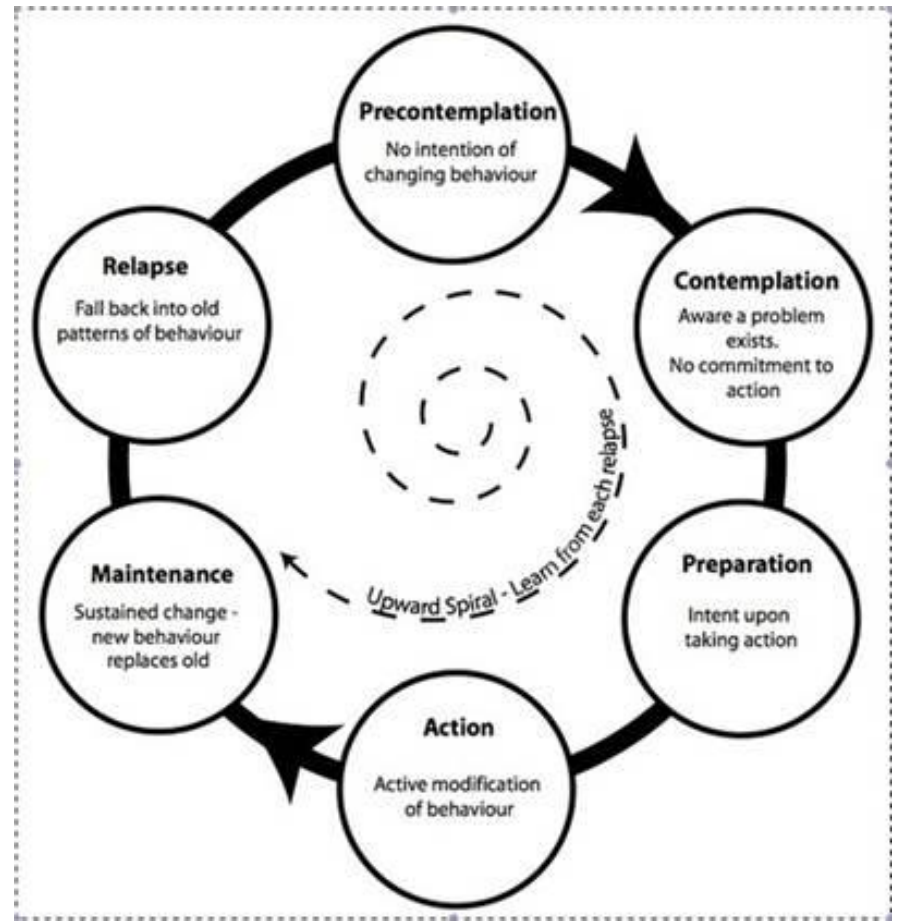 Precontemplation
No intention of
changing behaviour
Contemplation
Aware a problem
exists.
No commitment to
action
Preparation
Intent upon
taking action
Action
Active modification
of behaviour
Maintenance
Sustained change -
new behaviour
replaces old
Relapse
Fall back into old
patterns of behaviour
Upward Spiral - Learn from each relapse